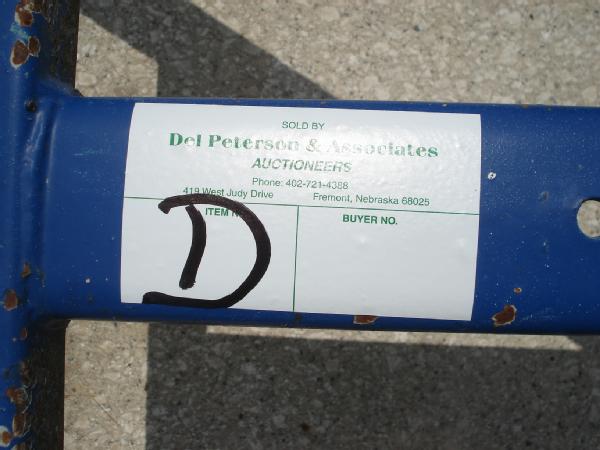 SOLD BY
Del Peterson & Associates
AUCTIONEERS
Phone: 402-721-4388
419 West Judy Drive Fremont, Nebraska 68025
ITEM BUYER NO.
D